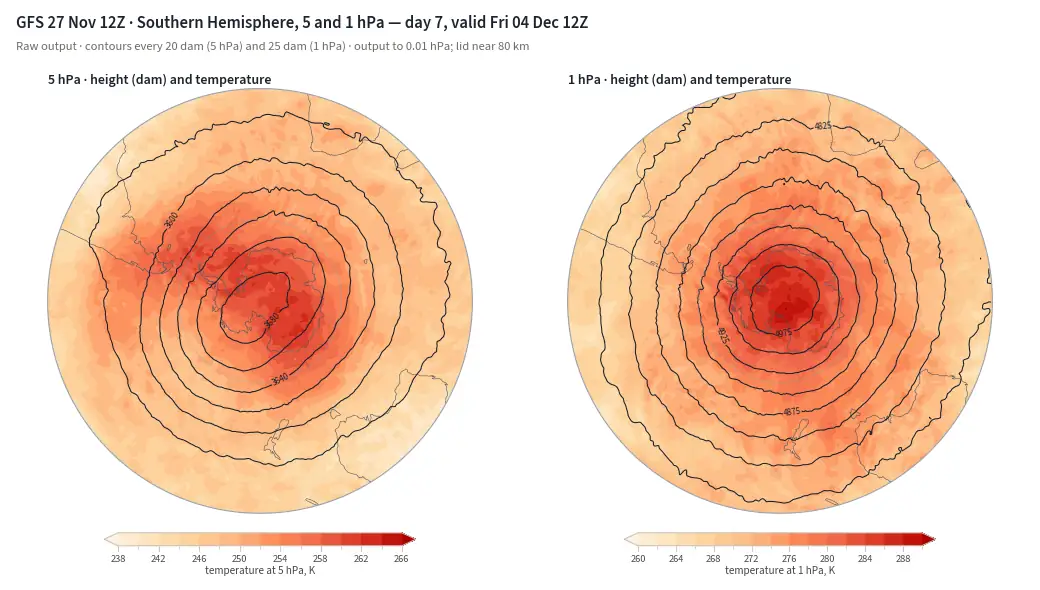 GFS 27 Nov 12Z · Southern Hemisphere, 5 and 1 hPa — day 7, valid Fri 04 Dec 12Z
Raw output · contours every 20 dam (5 hPa) and 25 dam (1 hPa) · output to 0.01 hPa; lid near 80 km
5 hPa · height (dam) and temperature
1 hPa · height (dam) and temperature
3600
3680
3640
4825
4925
4975
4875
238 242 246 250 254 258 262 266
temperature at 5 hPa, K
260 264 268 272 276 280 284 288
temperature at 1 hPa, K